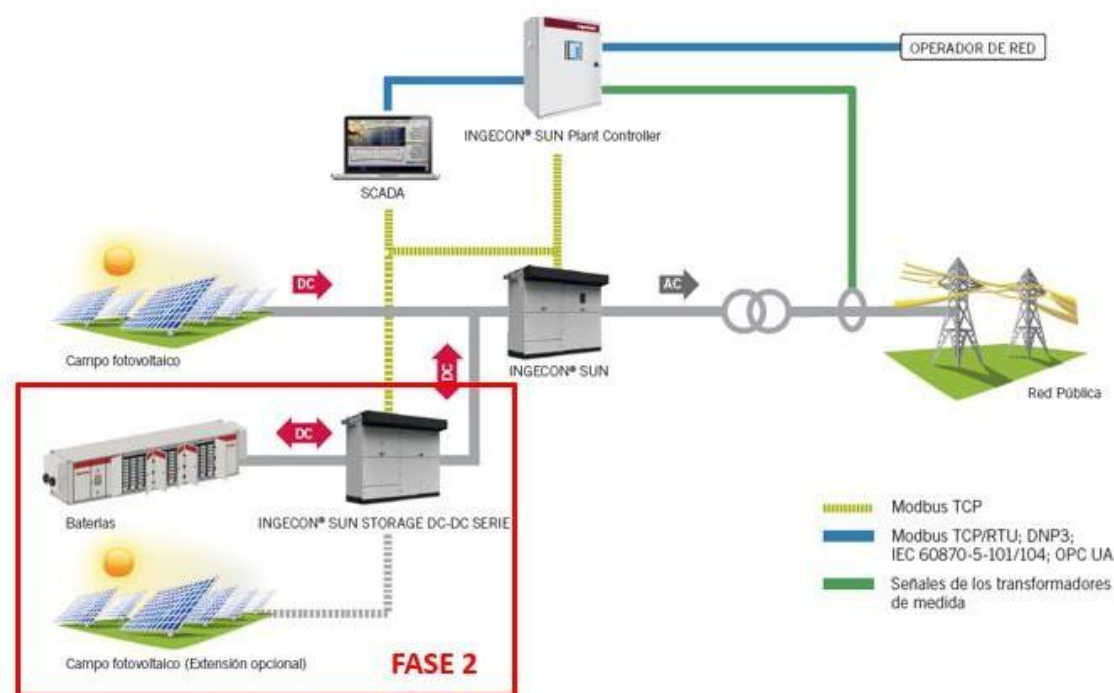 OPERADOR DE RED
INGECON® SUN Plant Controller
SCADA
DC
AC
Campo fotovoltaico
INGECON® SUN
Red Pública
DC
DC
Baterías
INGECON® SUN STORAGE DC-DC SERIE
Campo fotovoltaico (Extensión opcional)
FASE 2
Modbus TCP
Modbus TCP/RTU; DNP3;
IEC 60870-5-101/104; OPC UA
Señales de los transformadores
de medida